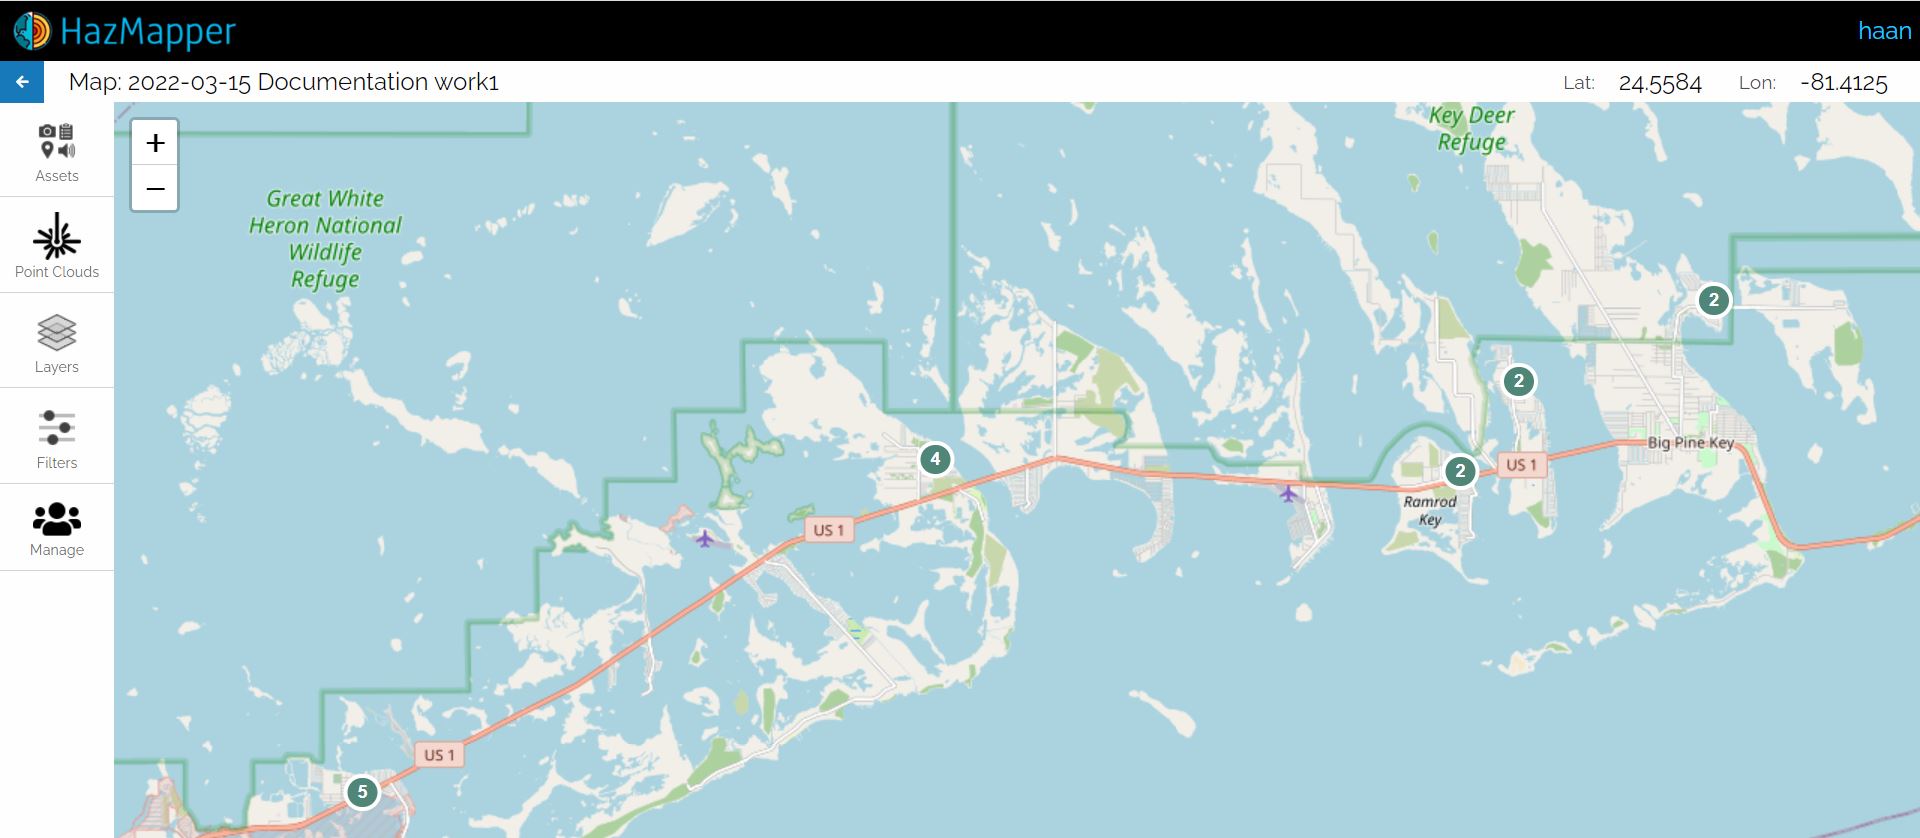 HazMapper
haan
Map: 2022-03-15 Documentation work1
Lat: 24.5584 Lon: -81.4125
Assets
Point Clouds
Layers
Filters
Manage
+
−
Great White
Heron National
Wildlife
Refuge
Key Deer
Refuge
2
2
4
2
US 1
Big Pine Key
Ramrod
Key
US 1
US 1
5